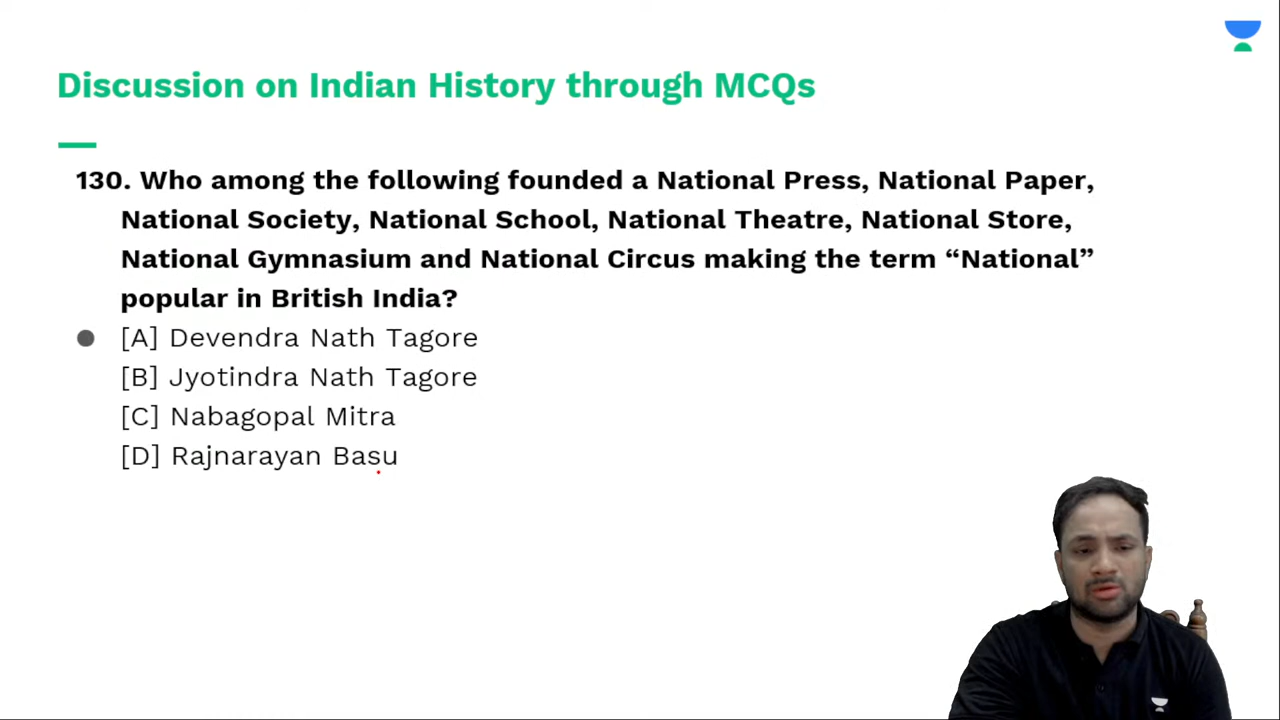 Discussion on Indian History through MCQs
130. Who among the following founded a National Press, National Paper,
National Society, National School, National Theatre, National Store,
National Gymnasium and National Circus making the term “National”
popular in British India?
[A] Devendra Nath Tagore
[B] Jyotindra Nath Tagore
[C] Nabagopal Mitra
[D] Rajnarayan Basu